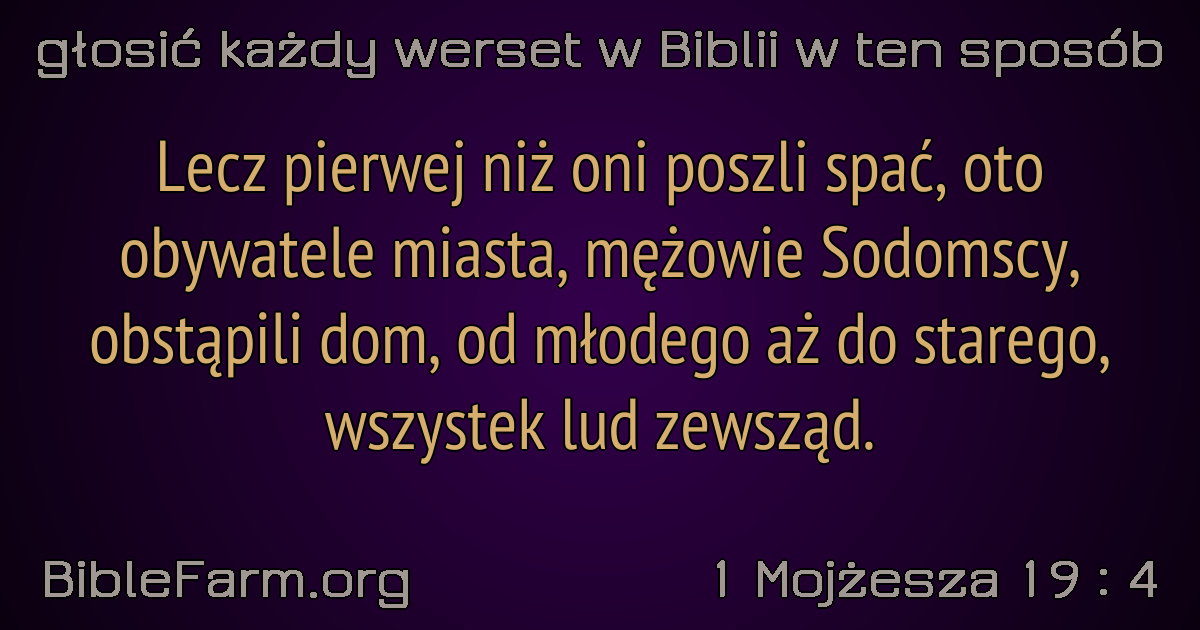 głosić każdy werset w Biblii w ten sposób
Lecz pierwej niż oni poszli spać, oto
obywatele miasta, mężowie Sodomscy,
obstąpili dom, od młodego aż do starego,
wszystek lud zewsząd.
BibleFarm.org
1 Mojżesza 19 : 4